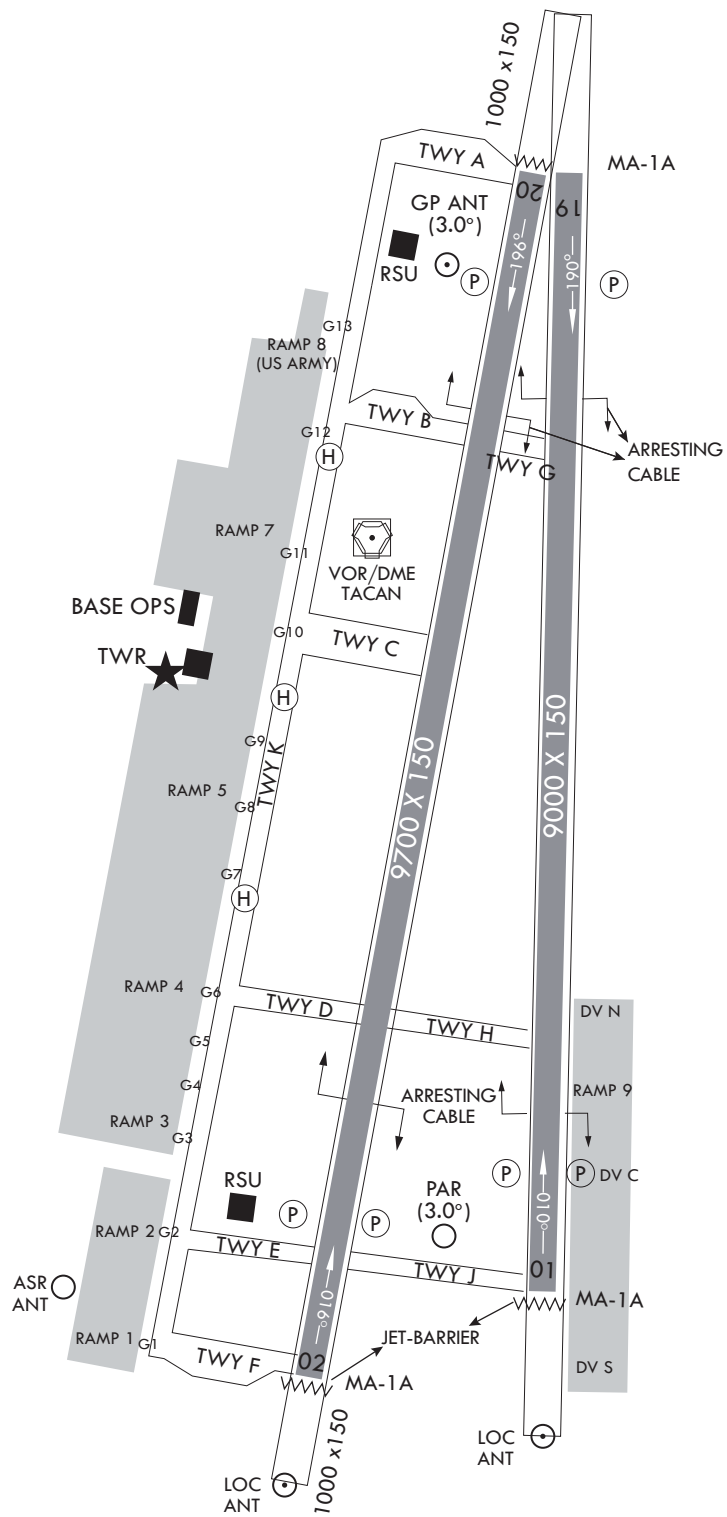 1000 x150
TWY A
MA-1A
20
19
GP ANT
(3.0°)
RSU
P
P
196°
190°
G13
RAMP 8
(US ARMY)
TWY B
G12
H
ARRESTING
CABLE
TWY G
RAMP 7
G11
VOR/DME
TACAN
BASE OPS
G10
TWY C
TWR
H
G9
TWY K
9700 X 150
9000 X 150
RAMP 5
G8
G7
H
RAMP 4
G6
TWY D
TWY H
DV N
G5
G4
ARRESTING
CABLE
RAMP 9
RAMP 3
G3
RSU
P
P
PAR
(3.0°)
P
P
DV C
RAMP 2
G2
TWY E
TWY J
010°
01
ASR
ANT
016°
MA-1A
JET-BARRIER
RAMP 1
G1
TWY F
02
MA-1A
DV S
1000 x150
LOC
ANT
LOC
ANT